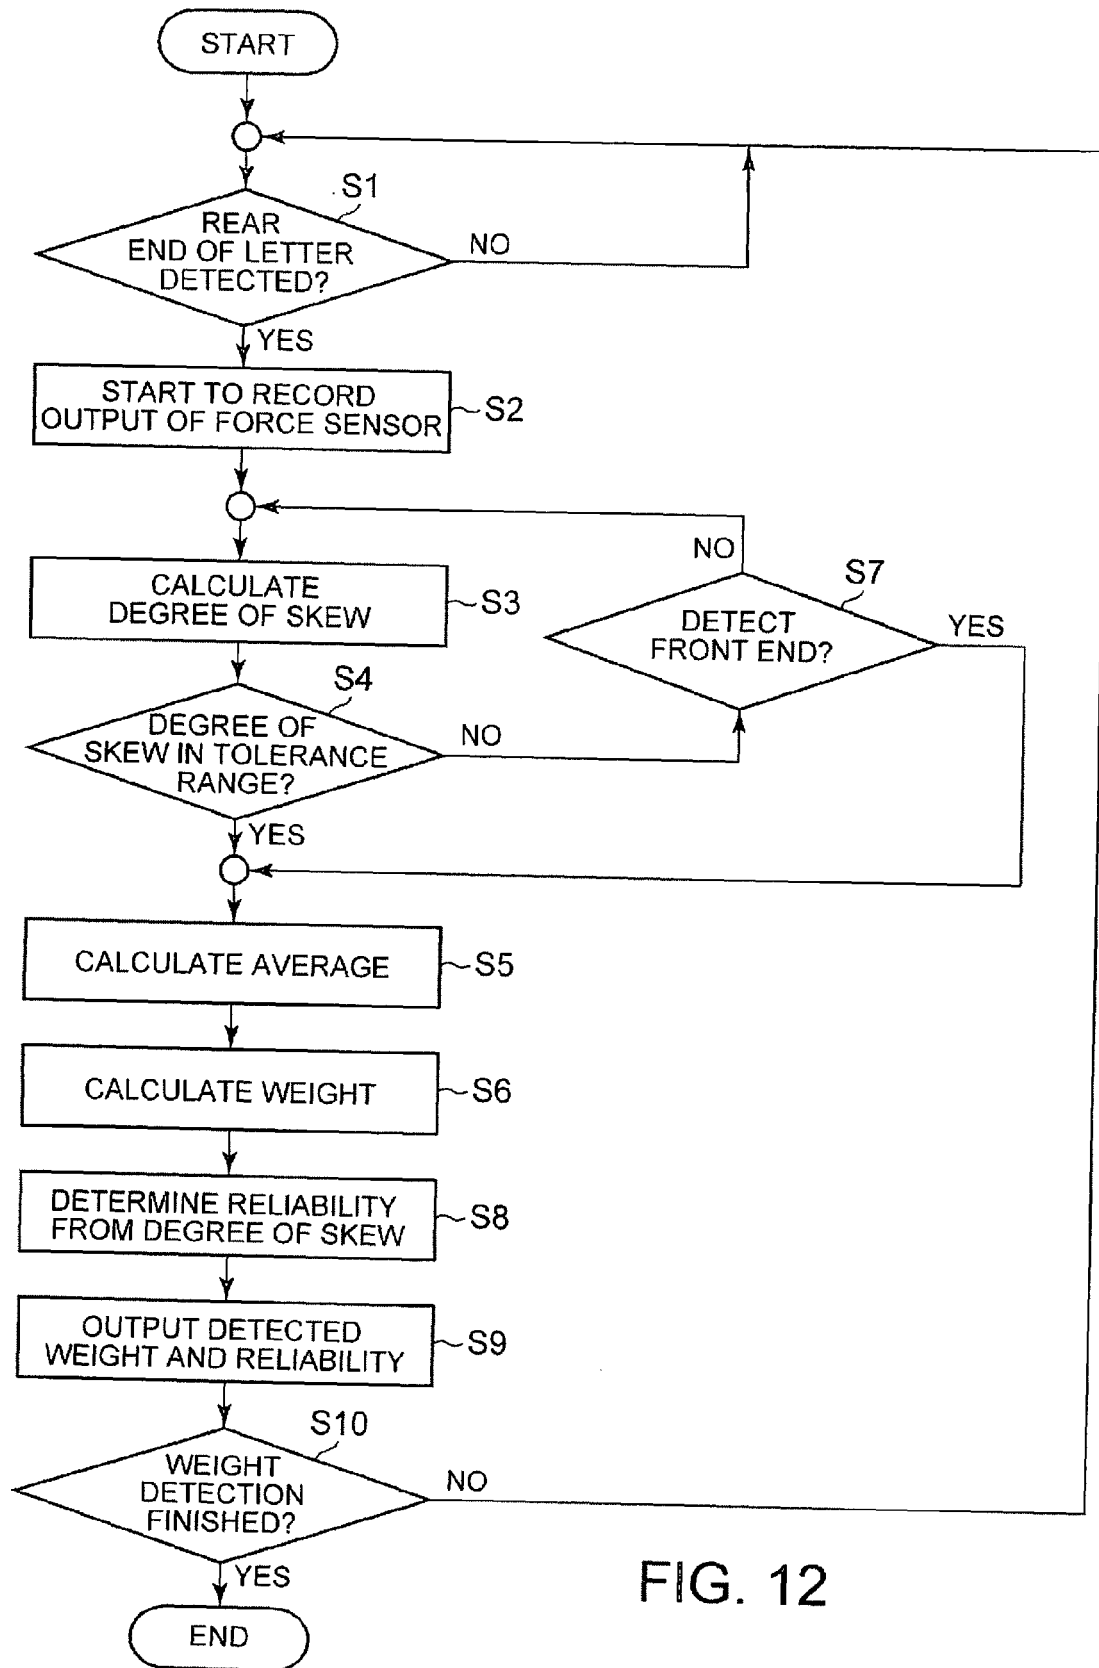 START
S1
REAR
END OF LETTER
DETECTED?
NO
YES
START TO RECORD
OUTPUT OF FORCE SENSOR
S2
NO
S7
CALCULATE
DEGREE OF SKEW
S3
DETECT
FRONT END?
YES
S4
DEGREE OF
SKEW IN TOLERANCE
RANGE?
NO
YES
CALCULATE AVERAGE
S5
CALCULATE WEIGHT
S6
DETERMINE RELIABILITY
FROM DEGREE OF SKEW
S8
OUTPUT DETECTED
WEIGHT AND RELIABILITY
S9
S10
WEIGHT
DETECTION
FINISHED?
NO
YES
END
FIG. 12